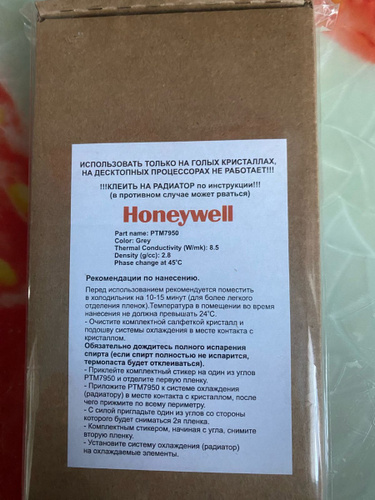 ИСПОЛЬЗОВАТЬ ТОЛЬКО НА ГОЛЫХ КРИСТАЛЛАХ,
НА ДЕСКТОПНЫХ ПРОЦЕССОРАХ НЕ РАБОТАЕТ!!!
!!!КЛЕИТЬ НА РАДИАТОР по инструкции!!!
(в противном случае может рваться)
Honeywell
Part name: PTM7950
Color: Grey
Thermal Conductivity (W/mk): 8.5
Density (g/cc): 2.8
Phase change at 45°C
Рекомендации по нанесению.
Перед использованием рекомендуется поместить
в холодильник на 10-15 минут (для более легкого
отделения пленок).Температура в помещении во время
нанесения не должна превышать 24°С.
- Очистите комплектной салфеткой кристалл и
подошву системы охлаждения в месте контакта с
кристаллом.
Обязательно дождитесь полного испарения
спирта (если спирт полностью не испарится,
термопаста будет отклеиваться).
- Приклейте комплектный стикер на один из углов
PTM7950 и отделите первую пленку.
- Приложите PTM7950 к системе охлаждения
(радиатору) в месте контакта с кристаллом, после
чего прижмите по всему периметру.
- С силой пригладьте один из углов со стороны
которого будет сниматься 2я пленка.
- Комплектным стикером, начиная с угла, снимите
вторую пленку.
- Установите систему охлаждения (радиатор)
на охлаждаемые элементы.